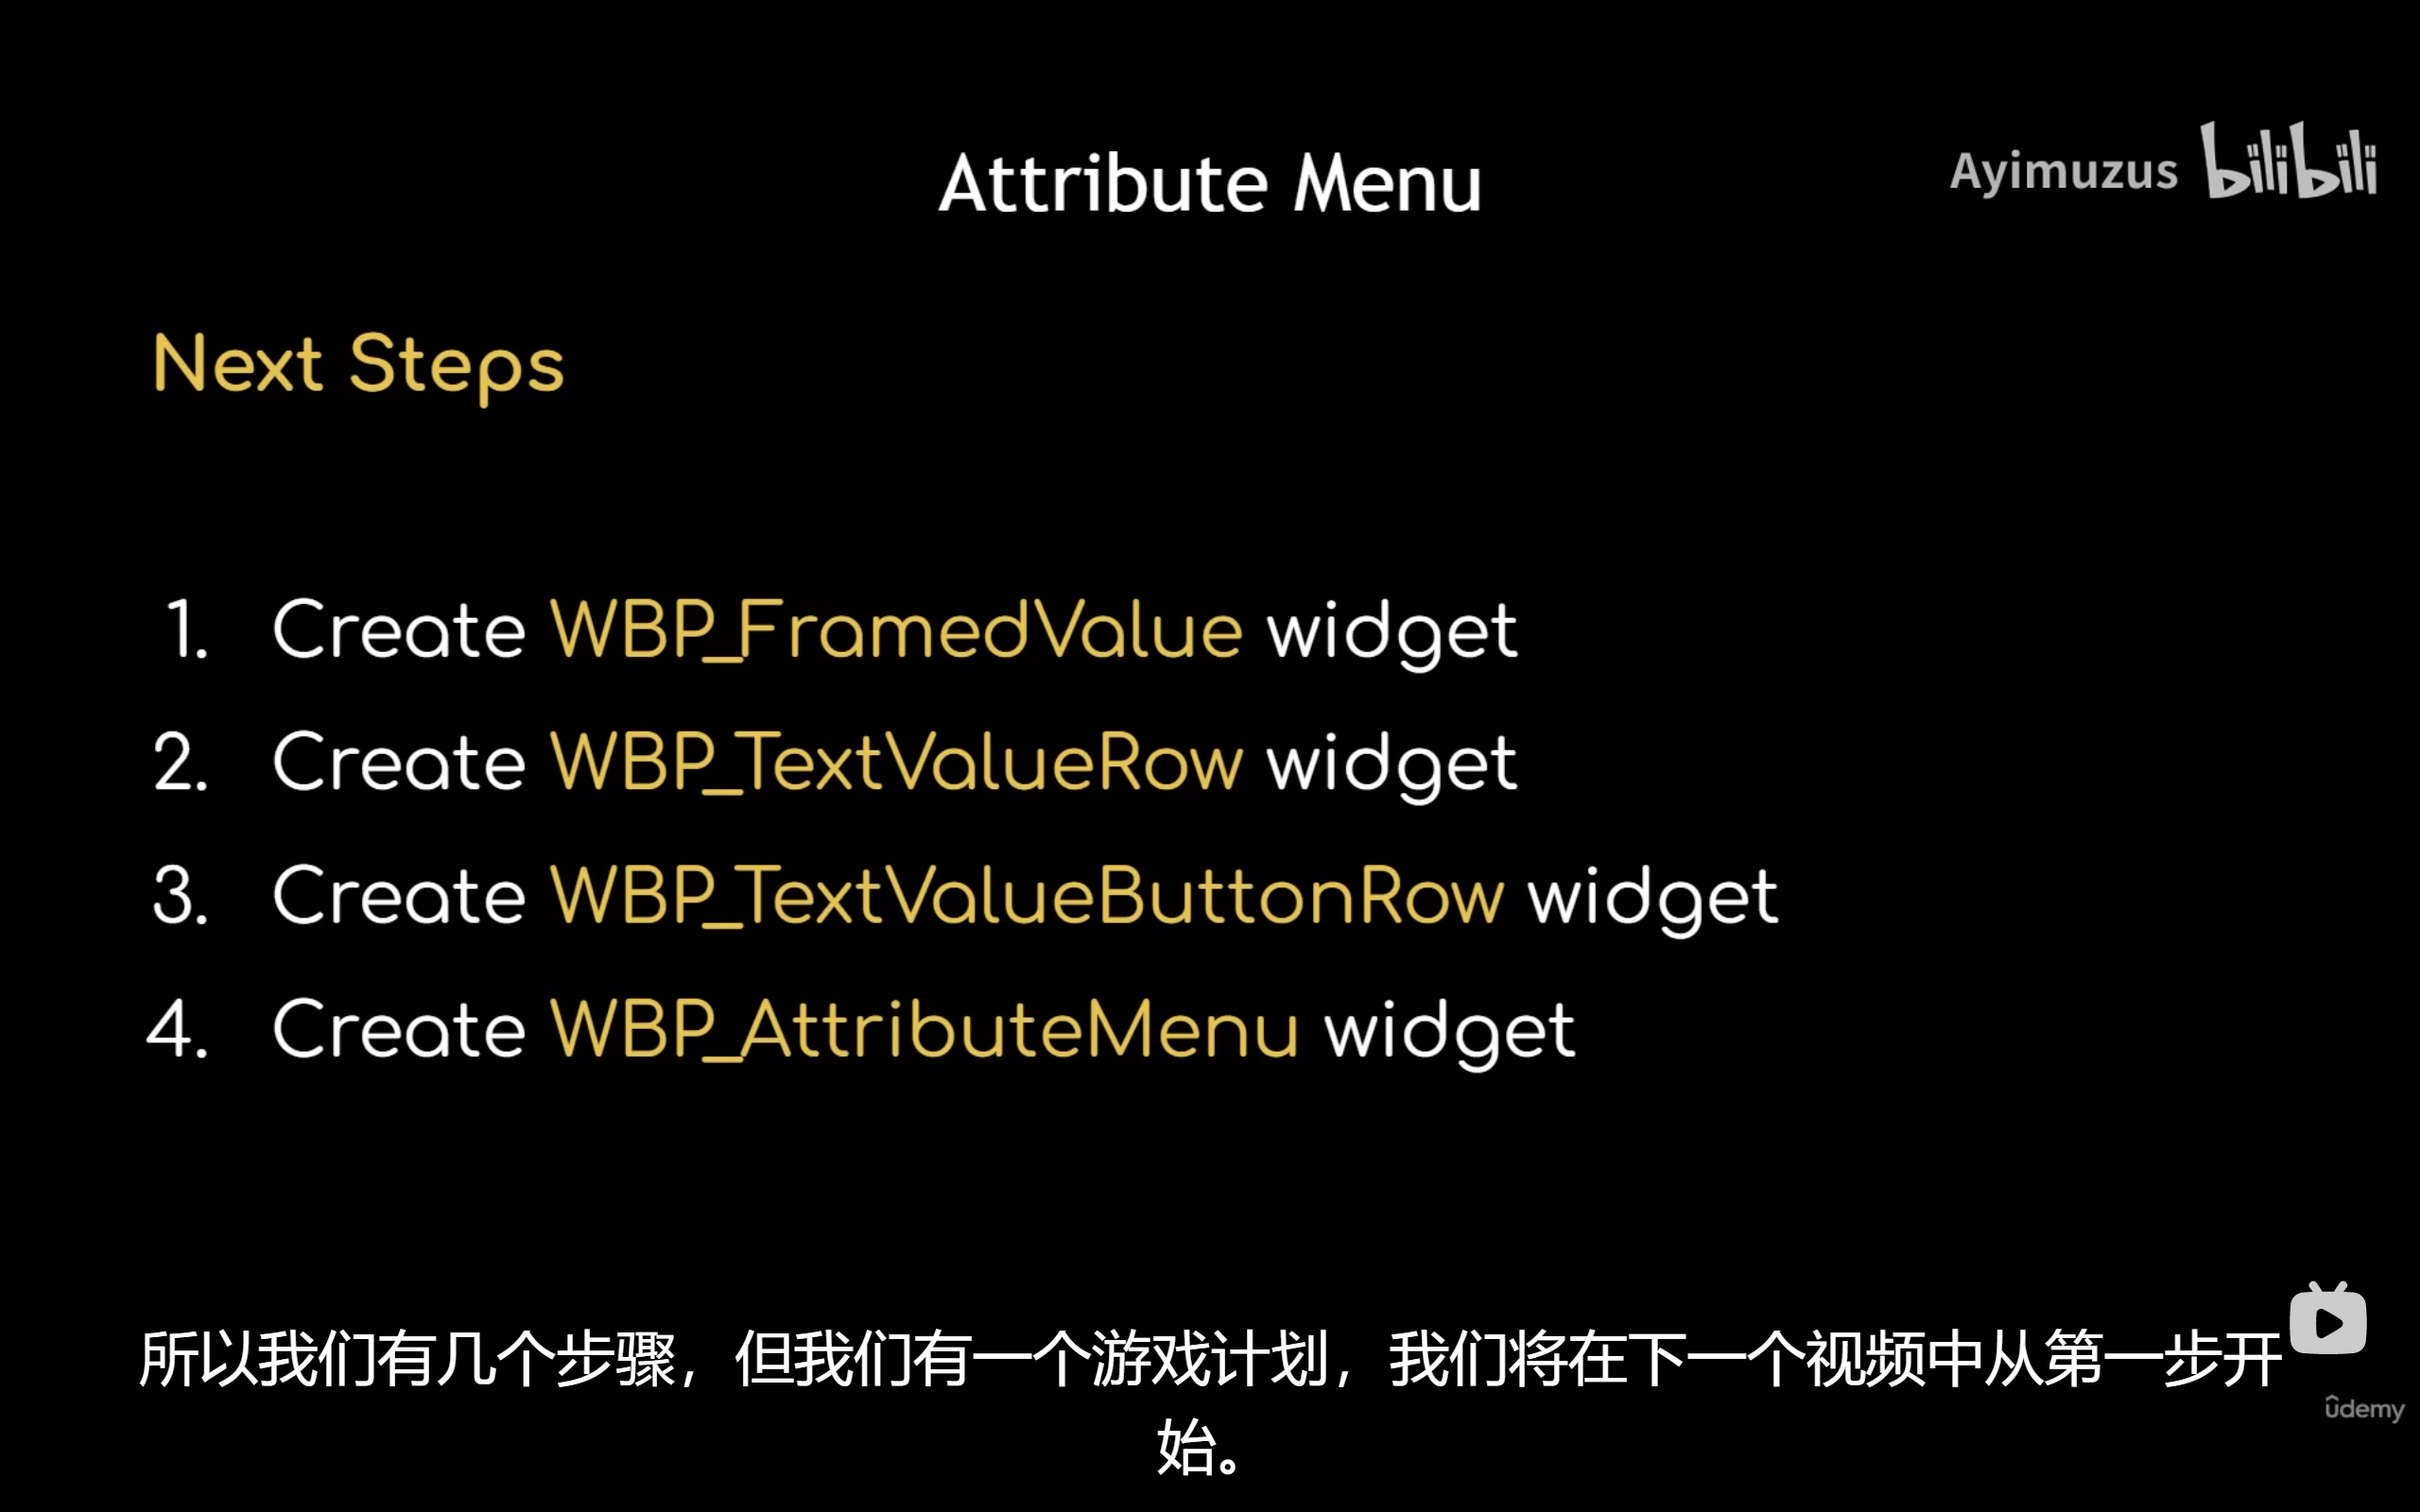 Attribute Menu
Ayimuzus bilibili
Next Steps
1. Create WBP_FramedValue widget
2. Create WBP_TextValueRow widget
3. Create WBP_TextValueButtonRow widget
4. Create WBP_AttributeMenu widget
所以我们有几个步骤，但我们有一个游戏计划，我们将在下一个视频中从第一步开
始。
ûdemy